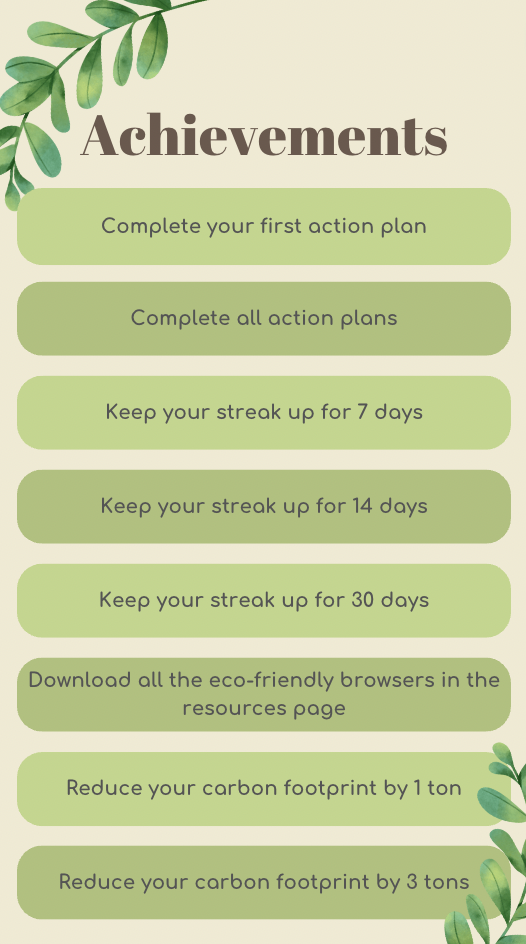 Achievements
Complete your first action plan
Complete all action plans
Keep your streak up for 7 days
Keep your streak up for 14 days
Keep your streak up for 30 days
Download all the eco-friendly browsers in the
resources page
Reduce your carbon footprint by 1 ton
Reduce your carbon footprint by 3 tons